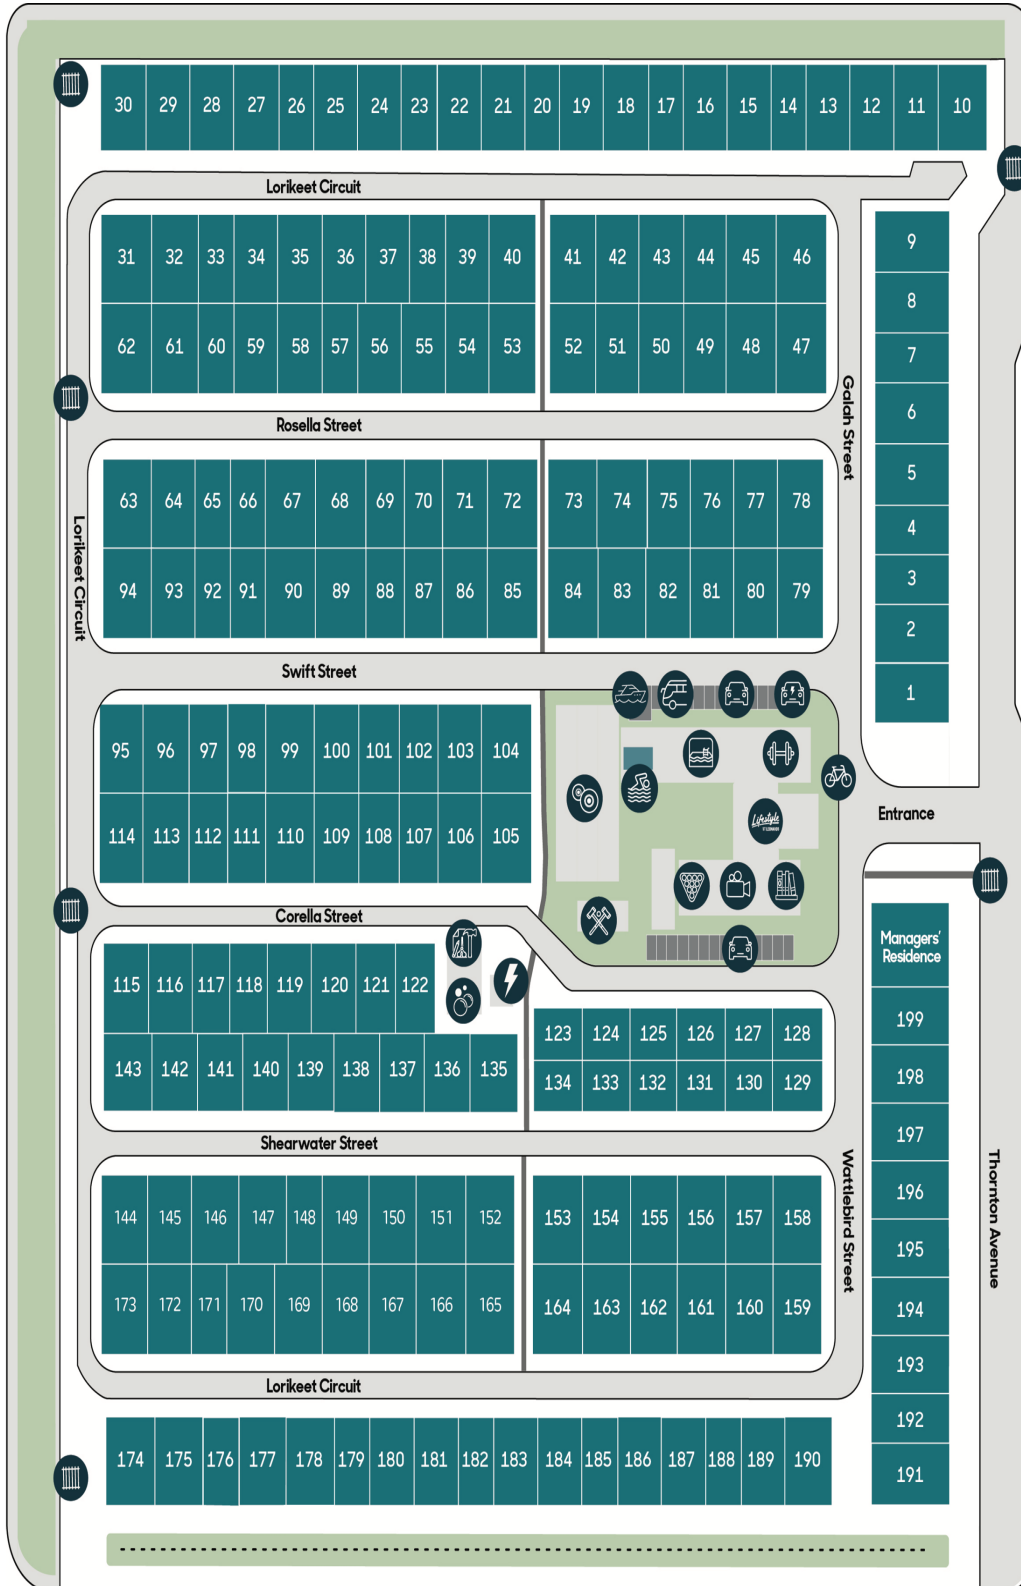 30 29 28 27 26 25 24 23 22 21 20 19 18 17 16 15 14 13 12 11 10
Lorikeet Circuit
31 32 33 34 35 36 37 38 39 40 41 42 43 44 45 46
62 61 60 59 58 57 56 55 54 53 52 51 50 49 48 47
9
8
7
6
5
4
3
2
1
Galah Street
Rosella Street
Lorikeet Circuit
63 64 65 66 67 68 69 70 71 72 73 74 75 76 77 78
94 93 92 91 90 89 88 87 86 85 84 83 82 81 80 79
Swift Street
95 96 97 98 99 100 101 102 103 104
114 113 112 111 110 109 108 107 106 105
Lifestyle
Entrance
Corella Street
115 116 117 118 119 120 121 122
143 142 141 140 139 138 137 136 135
123 124 125 126 127 128
134 133 132 131 130 129
Managers'
Residence
199
198
197
196
195
194
193
192
191
Shearwater Street
Wattlebird Street
Thornton Avenue
144 145 146 147 148 149 150 151 152 153 154 155 156 157 158
173 172 171 170 169 168 167 166 165 164 163 162 161 160 159
Lorikeet Circuit
174 175 176 177 178 179 180 181 182 183 184 185 186 187 188 189 190